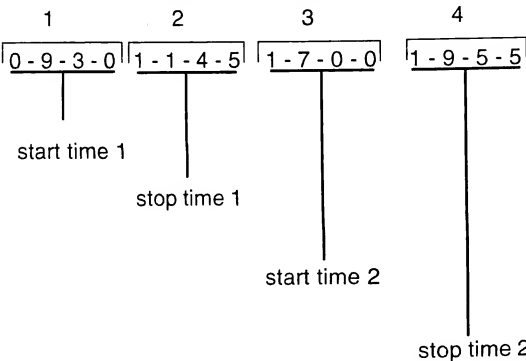 1 2 3 4
0 - 9 - 3 - 0 1 - 1 - 4 - 5 1 - 7 - 0 - 0 1 - 9 - 5 - 5
start time 1
stop time 1
start time 2
stop time 2